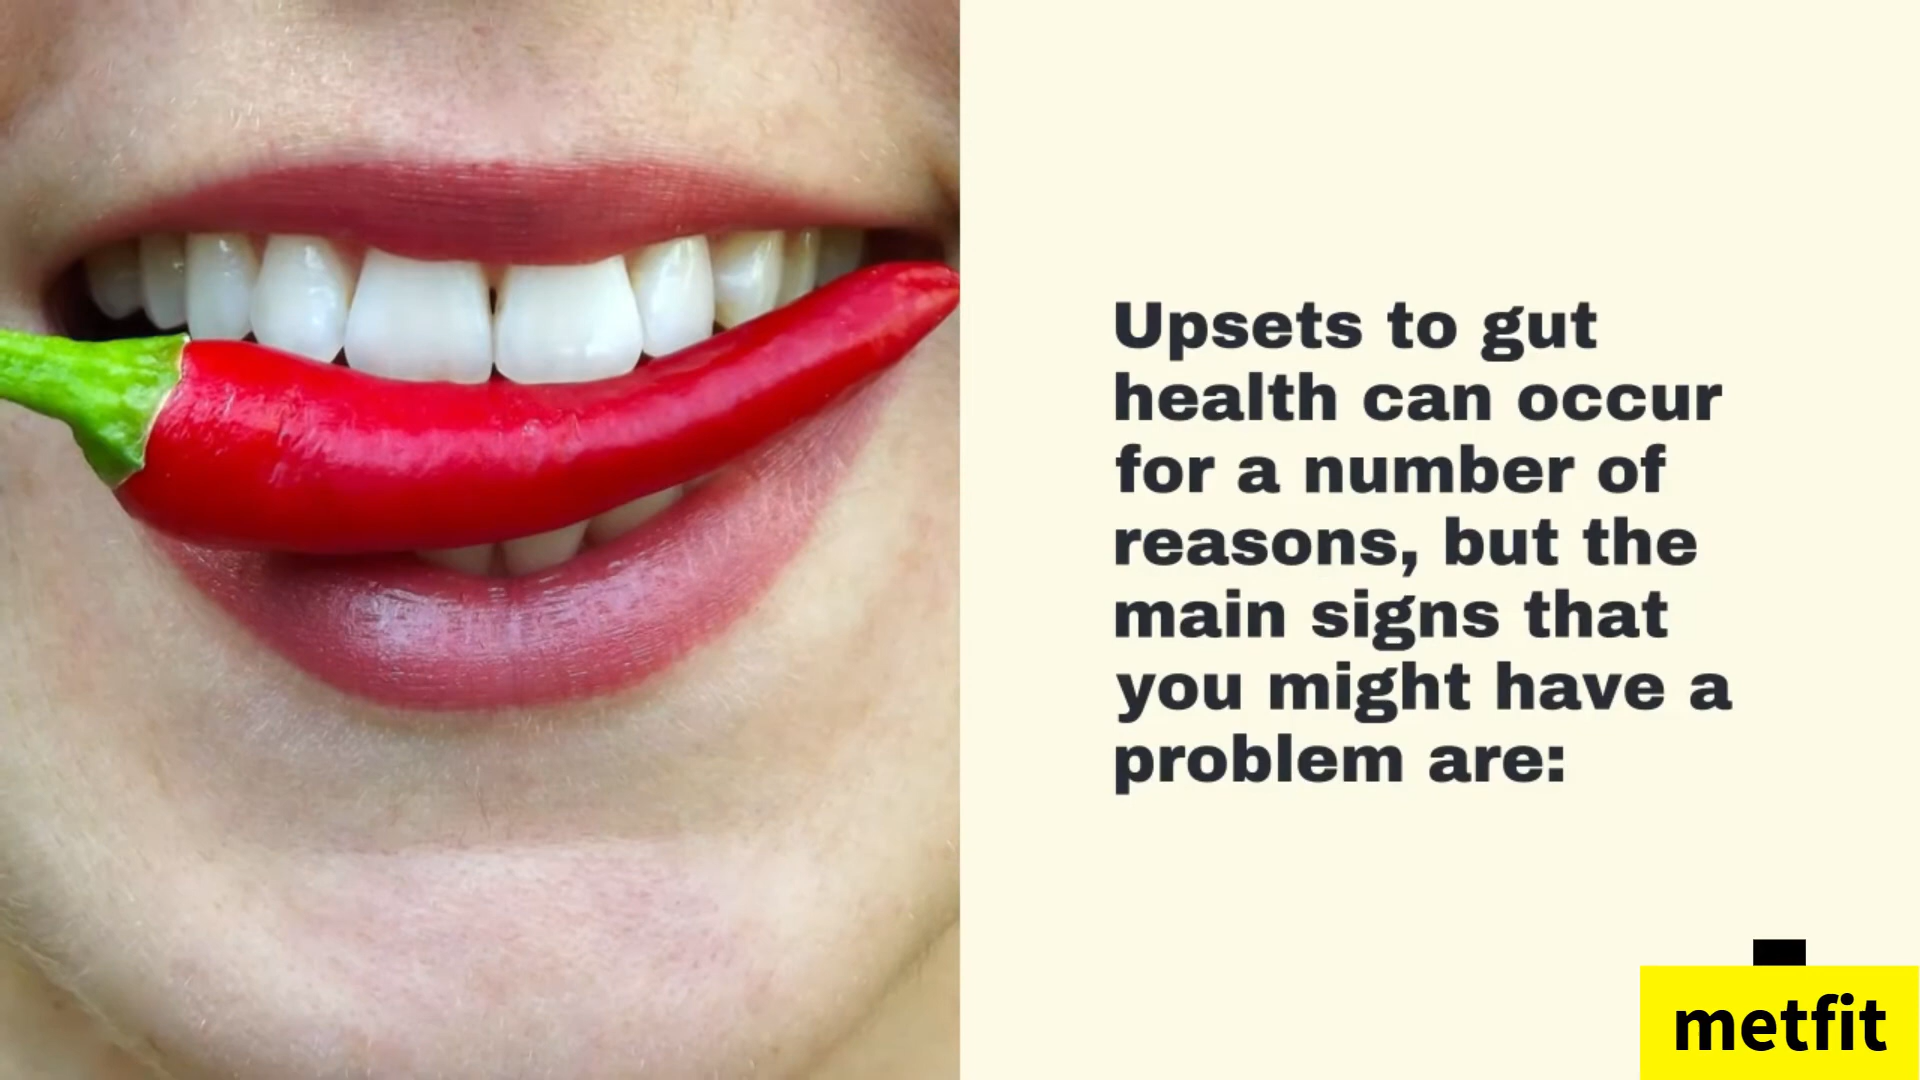 Upsets to gut
health can occur
for a number of
reasons, but the
main signs that
you might have a
problem are:
metfit